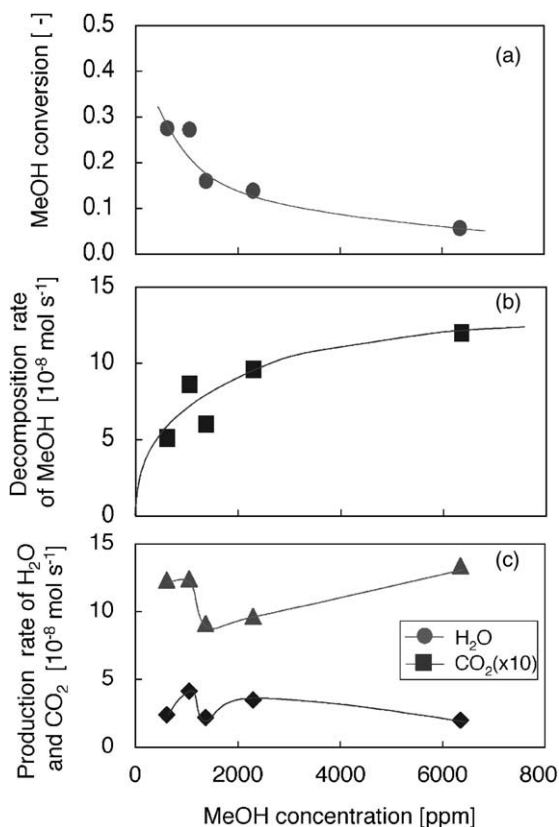 MeOH conversion [ - ]
0.5
0.4
0.3
0.2
0.1
0.0
(a)
Decomposition rate
of MeOH [10⁻⁸ mol s⁻¹]
15
10
5
0
(b)
Production rate of H₂O
and CO₂ [10⁻⁸ mol s⁻¹]
15
10
5
0
(c)
H₂O
CO₂(x10)
0 2000 4000 6000 8000
MeOH concentration [ppm]